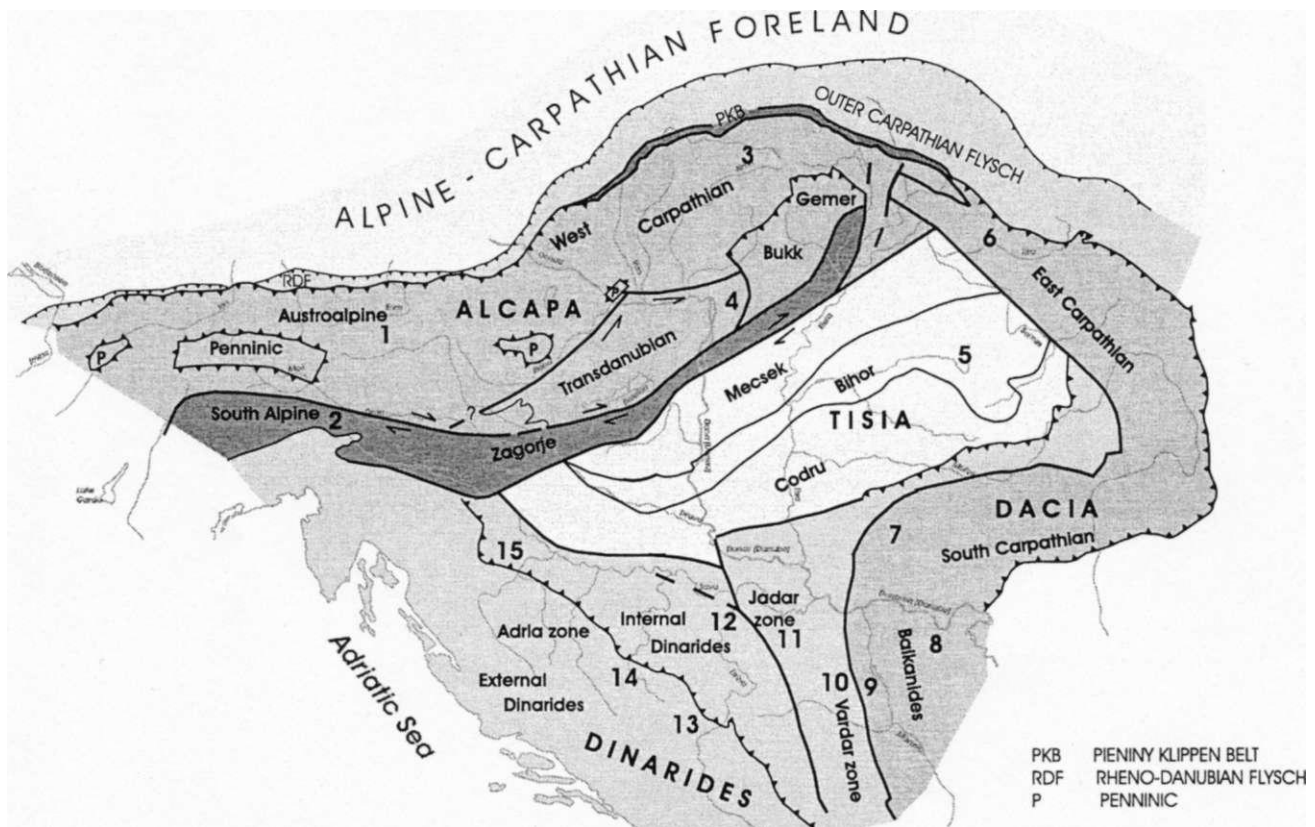 ALPINE - CARPATHIAN FORELAND
OUTER CARPATHIAN FLYSCH
PKB
3
West
Carpathian
Gemer
Bukk
6
East Carpathian
RDF
Austroalpine
1
ALCAPA
P
4
P
Penninic
P
Transdanubian
?
South Alpine
2
Zagorje
Mecsek
Bihor
5
TISIA
Codru
DACIA
7
South Carpathian
15
Dunav (Danube)
Sava
Jadar
zone
11
12
Internal
Dinarides
Adria zone
8
Balkanides
14
External
Dinarides
10
9
13
Vardar zone
Adriatic Sea
DINARIDES
PKB PIENINY KLIPPEN BELT
RDF RHENO-DANUBIAN FLYSCH
P PENNINIC